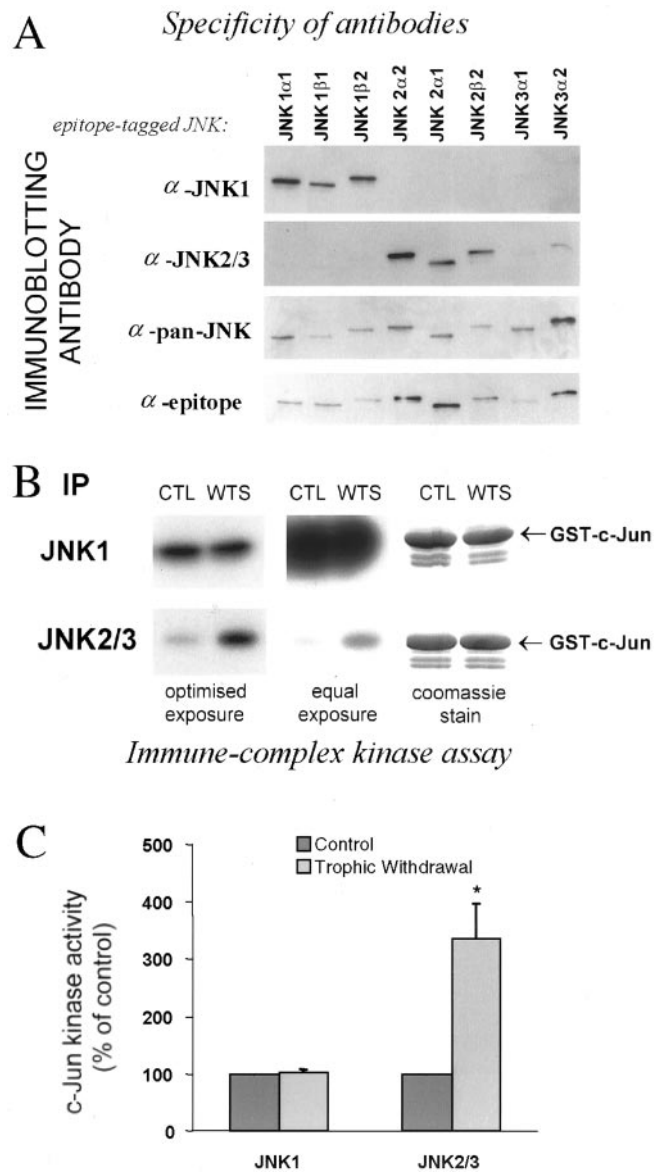 A
Specificity of antibodies
epitope-tagged JNK:
JNK1α1
JNK1β1
JNK1β2
JNK 2α2
JNK 2α1
JNK2β2
JNK3α1
JNK3α2
IMMUNOBLOTTING
ANTIBODY
α-JNK1
α-JNK2/3
α-pan-JNK
α-epitope
B
IP
CTL WTS
CTL WTS
CTL WTS
JNK1
←GST-c-Jun
JNK2/3
←GST-c-Jun
optimised
exposure
equal
exposure
coomassie
stain
Immune-complex kinase assay
C
Control
Trophic Withdrawal
c-Jun kinase activity
(% of control)
500
400
300
200
100
0
*
JNK1
JNK2/3